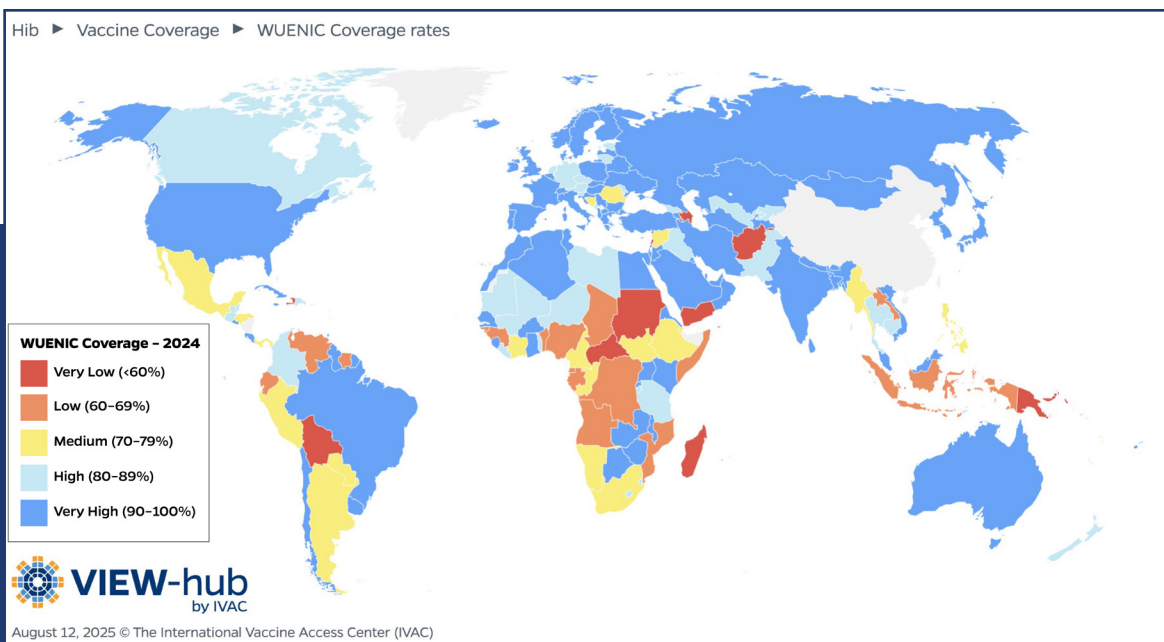 Hib ► Vaccine Coverage ► WUENIC Coverage rates
WUENIC Coverage – 2024
Very Low (<60%)
Low (60–69%)
Medium (70–79%)
High (80–89%)
Very High (90–100%)
VIEW-hub
by IVAC
August 12, 2025 © The International Vaccine Access Center (IVAC)